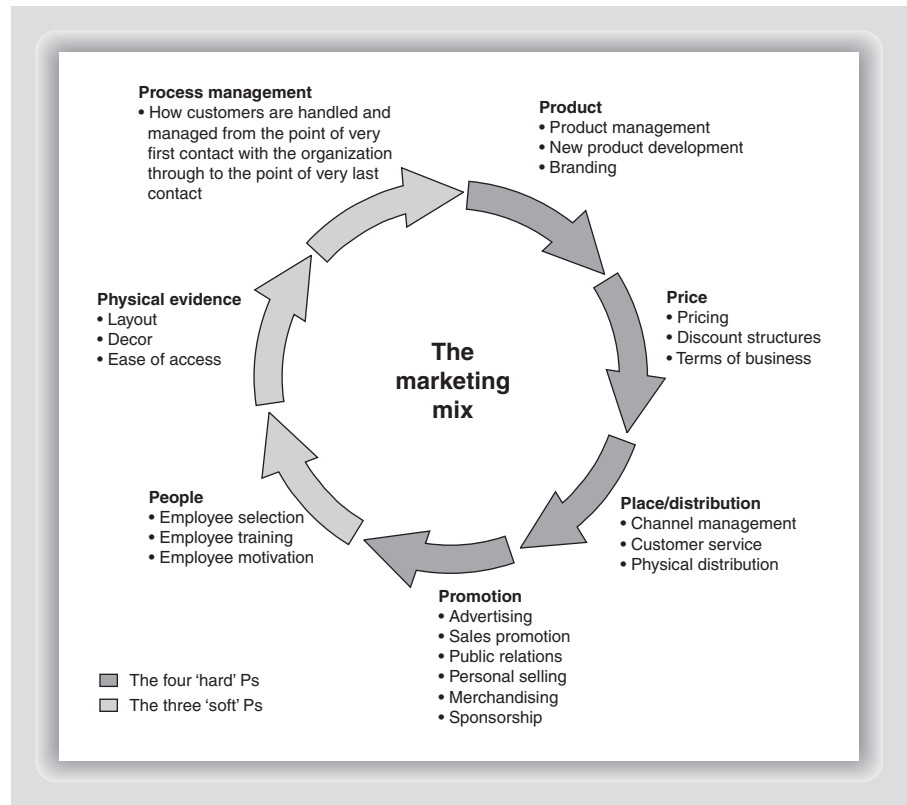 Process management
• How customers are handled and
managed from the point of very
first contact with the organization
through to the point of very last
contact
Product
• Product management
• New product development
• Branding
Physical evidence
• Layout
• Decor
• Ease of access
Price
• Pricing
• Discount structures
• Terms of business
The
marketing
mix
People
• Employee selection
• Employee training
• Employee motivation
Place/distribution
• Channel management
• Customer service
• Physical distribution
Promotion
• Advertising
• Sales promotion
• Public relations
• Personal selling
• Merchandising
• Sponsorship
The four ‘hard’ Ps
The three ‘soft’ Ps